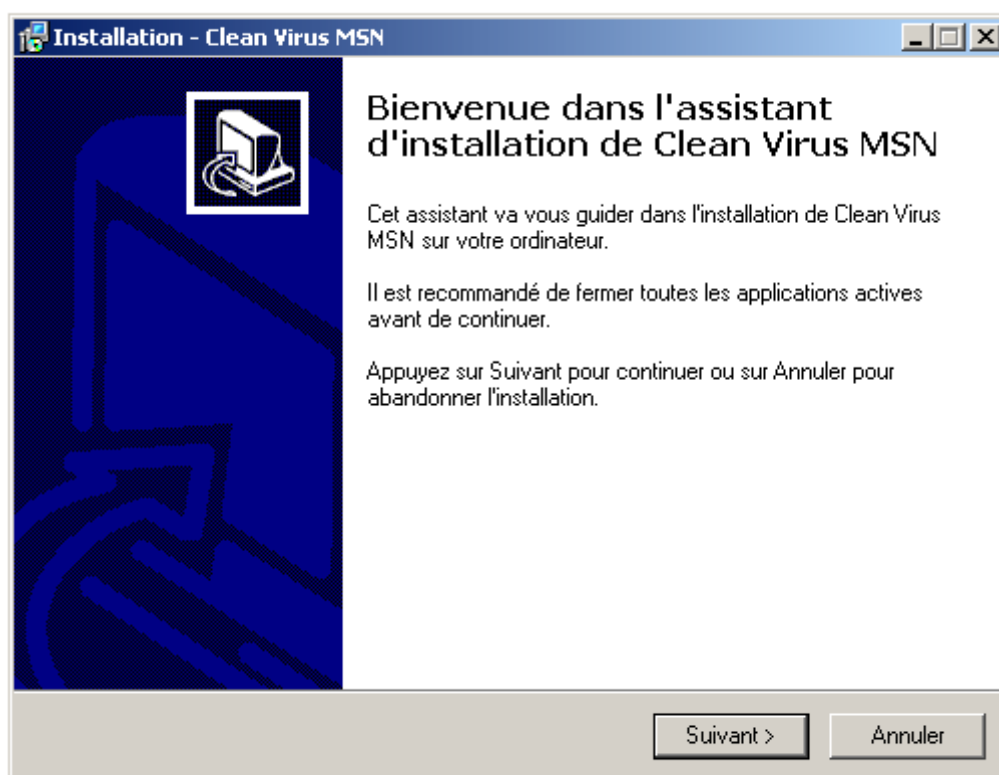 Installation - Clean Virus MSN
Bienvenue dans l'assistant
d'installation de Clean Virus MSN
Cet assistant va vous guider dans l'installation de Clean Virus
MSN sur votre ordinateur.
Il est recommandé de fermer toutes les applications actives
avant de continuer.
Appuyez sur Suivant pour continuer ou sur Annuler pour
abandonner l'installation.
Suivant > Annuler